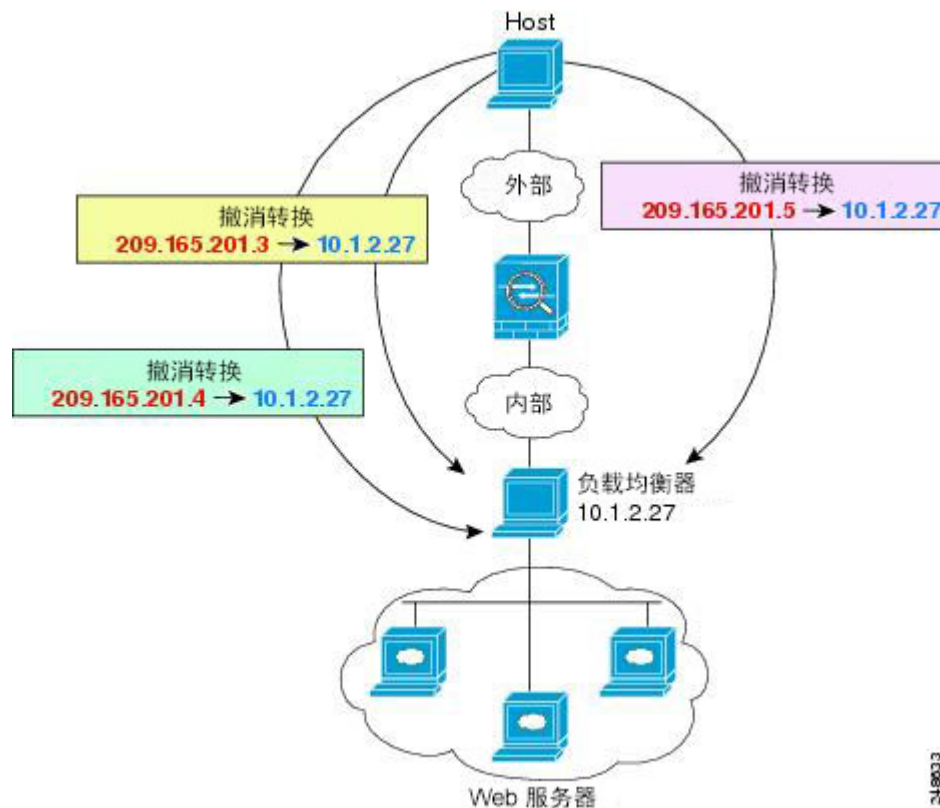 Host
外部
撤消转换
209.165.201.3 → 10.1.2.27
撤消转换
209.165.201.5 → 10.1.2.27
撤消转换
209.165.201.4 → 10.1.2.27
内部
负载均衡器
10.1.2.27
Web 服务器
248633